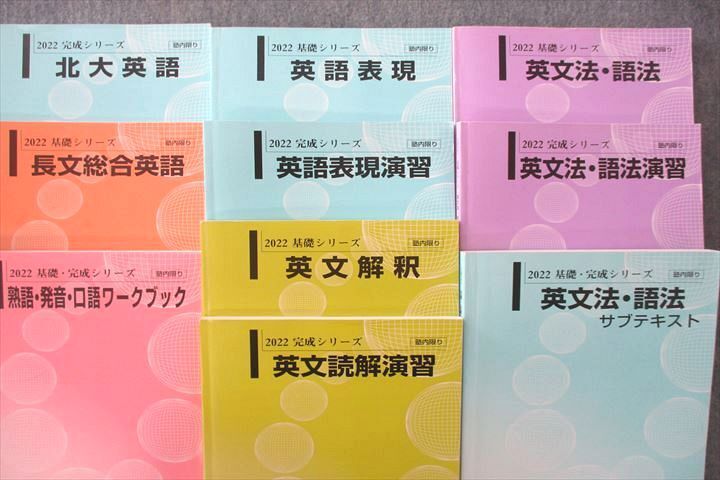 2022 完成シリーズ 塾内限り
北大英語
2022 基礎シリーズ
長文総合英語
2022 基礎・完成シリーズ 塾内限り
熟語・発音・口語ワークブック
2022 基礎シリーズ 塾内限り
英語表現
2022 完成シリーズ 塾内限り
英語表現演習
2022 基礎シリーズ 塾内限り
英文解釈
2022 完成シリーズ 塾内限り
英文読解演習
2022 基礎シリーズ 塾内限り
英文法・語法
2022 完成シリーズ 塾内限り
英文法・語法演習
2022 基礎・完成シリーズ 塾内限り
英文法・語法
サブテキスト